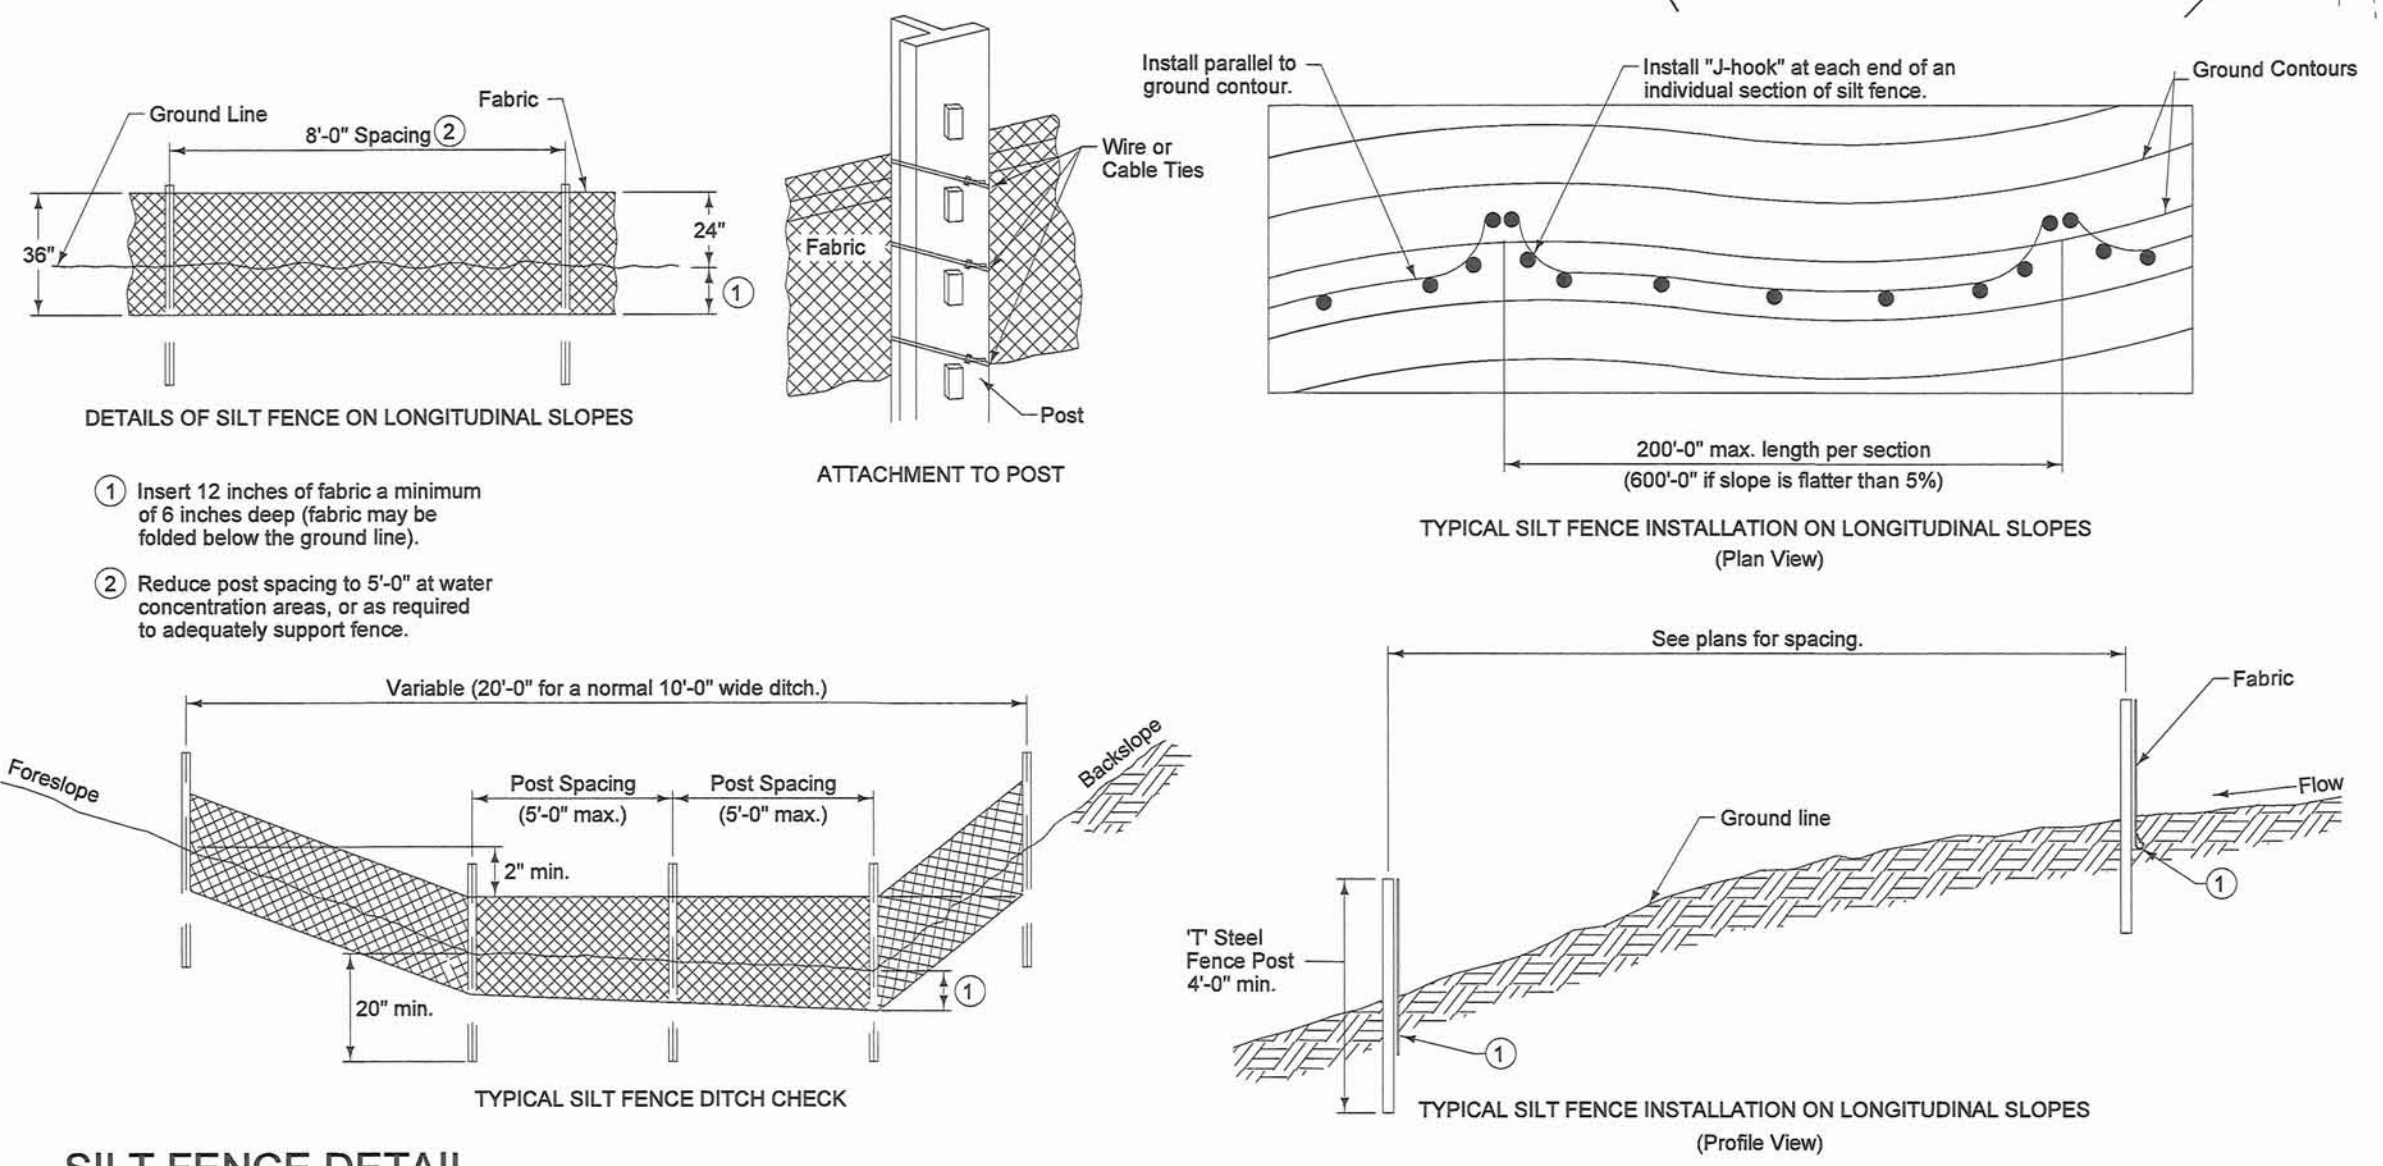 Ground Line
Fabric
8'-0" Spacing ②
36"
24"
①
DETAILS OF SILT FENCE ON LONGITUDINAL SLOPES
① Insert 12 inches of fabric a minimum
of 6 inches deep (fabric may be
folded below the ground line).
② Reduce post spacing to 5'-0" at water
concentration areas, or as required
to adequately support fence.
Fabric
Wire or
Cable Ties
Post
ATTACHMENT TO POST
Install parallel to
ground contour.
Install "J-hook" at each end of an
individual section of silt fence.
Ground Contours
200'-0" max. length per section
(600'-0" if slope is flatter than 5%)
TYPICAL SILT FENCE INSTALLATION ON LONGITUDINAL SLOPES
(Plan View)
Variable (20'-0" for a normal 10'-0" wide ditch.)
Foreslope
Backslope
Post Spacing
(5'-0" max.)
Post Spacing
(5'-0" max.)
2" min.
20" min.
①
TYPICAL SILT FENCE DITCH CHECK
See plans for spacing.
Fabric
Flow
Ground line
①
'T' Steel
Fence Post
4'-0" min.
①
TYPICAL SILT FENCE INSTALLATION ON LONGITUDINAL SLOPES
(Profile View)
SILT FENCE DETAIL